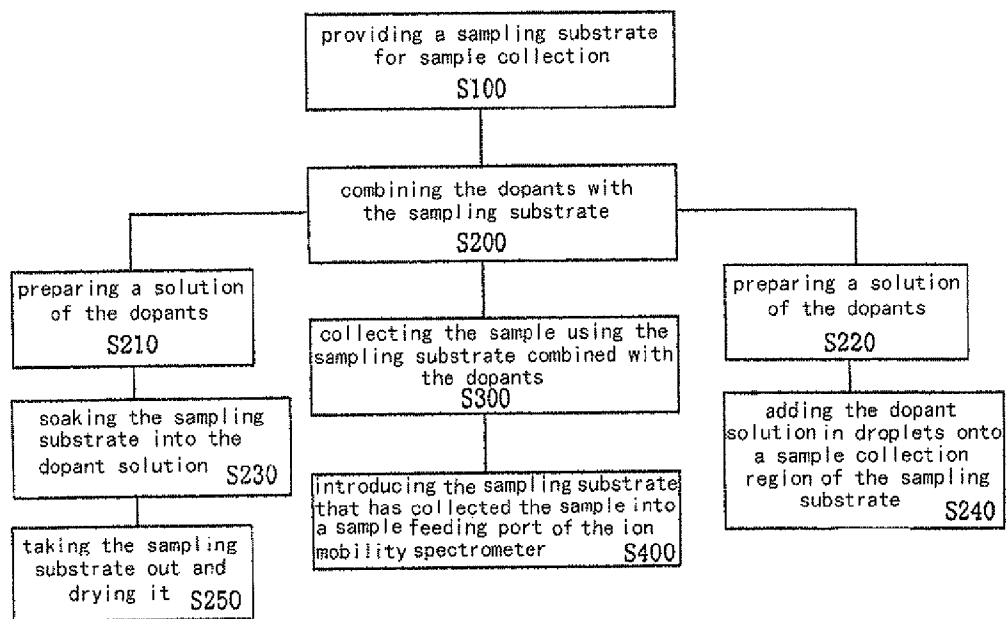 providing a sampling substrate
for sample collection
S100
combining the dopants with
the sampling substrate
S200
preparing a solution
of the dopants
S210
soaking the sampling
substrate into the
dopant solution S230
taking the sampling
substrate out and
drying it S250
collecting the sample using the
sampling substrate combined with
the dopants
S300
introducing the sampling substrate
that has collected the sample into
a sample feeding port of the ion
mobility spectrometer S400
preparing a solution
of the dopants
S220
adding the dopant
solution in droplets onto
a sample collection
region of the sampling
substrate S240